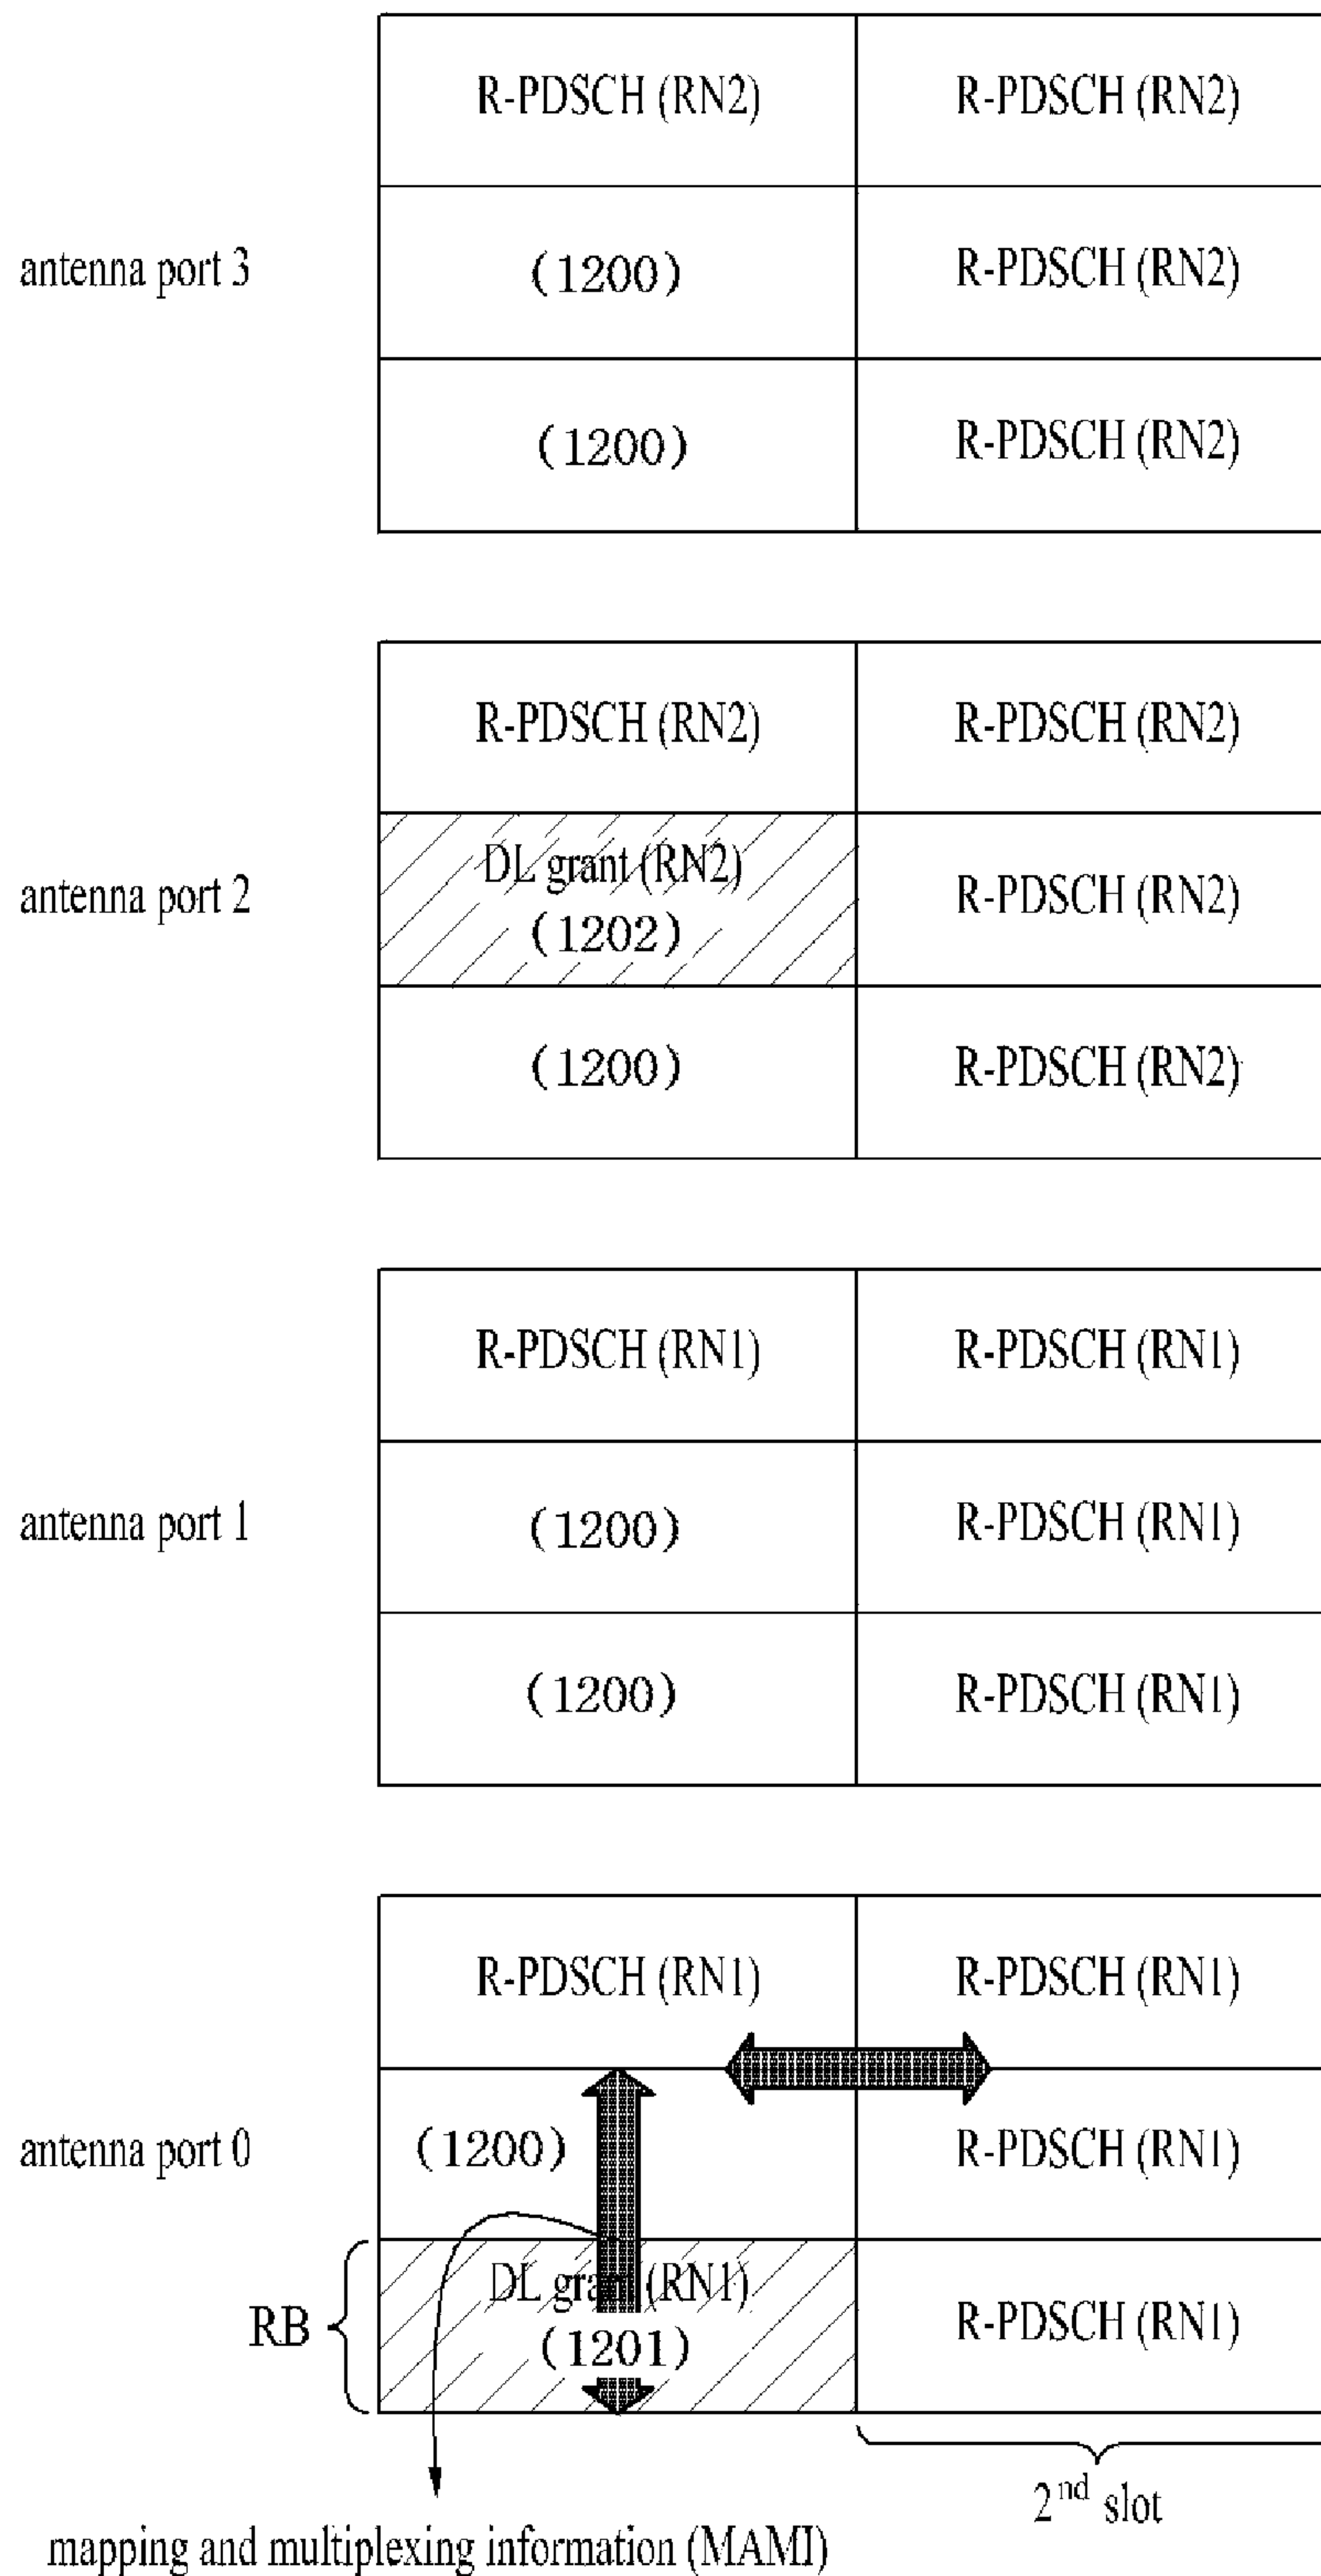 R-PDSCH (RN2)
R-PDSCH (RN2)
antenna port 3
(1200)
R-PDSCH (RN2)
(1200)
R-PDSCH (RN2)
R-PDSCH (RN2)
R-PDSCH (RN2)
antenna port 2
DL grant (RN2)
(1202)
R-PDSCH (RN2)
(1200)
R-PDSCH (RN2)
R-PDSCH (RN1)
R-PDSCH (RN1)
antenna port 1
(1200)
R-PDSCH (RN1)
(1200)
R-PDSCH (RN1)
R-PDSCH (RN1)
R-PDSCH (RN1)
antenna port 0
(1200)
R-PDSCH (RN1)
RB
DL grant (RN1)
(1201)
R-PDSCH (RN1)
2nd slot
mapping and multiplexing information (MAMI)